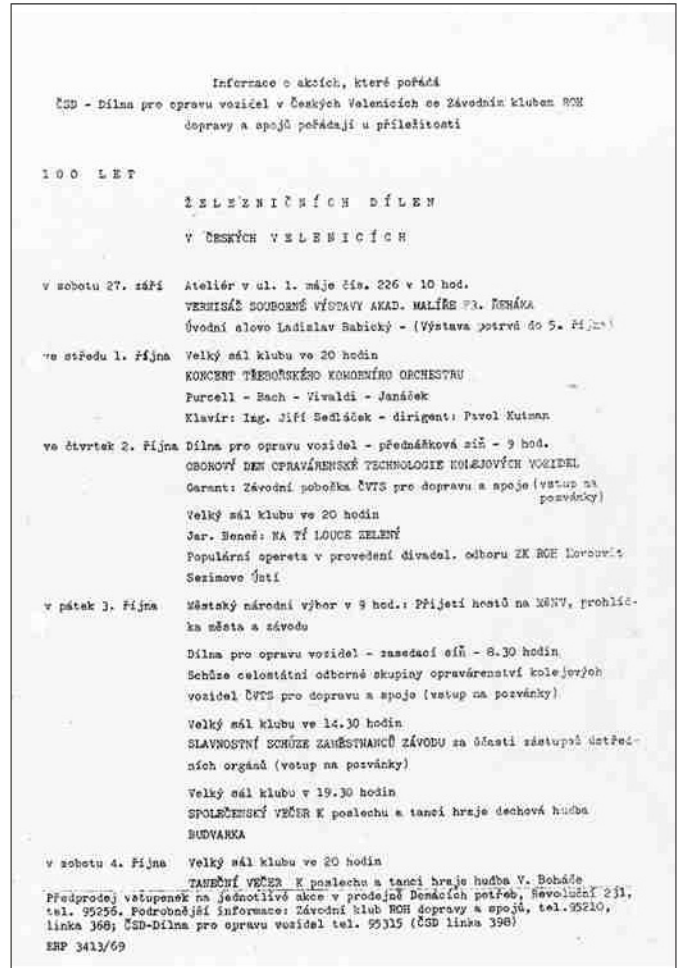 Informace o akcích, které pořádá
ČSD - Dílna pro opravu vozidel v Českých Velenicích se Závodním klubem ROH
dopravy a spojů pořádají u příležitosti
100 LET
ŽELEZNIČNÍCH DÍLEN
V ČESKÝCH VELENICÍCH
v sobotu 27. září Ateliér v ul. 1. máje čís. 226 v 10 hod.
VERNISÁŽ SOUBORNÉ VÝSTAVY AKAD. MALÍŘE FR. ŘEHÁKA
Úvodní slovo Ladislav Babický - (Výstava potrvá do 5. října)
ve středu 1. října Velký sál klubu ve 20 hodin
KONCERT TŘEBOŇSKÉHO KOMORNÍHO ORCHESTRU
Purcell - Bach - Vivaldi - Janáček
Klavír: Ing. Jiří Sedláček - dirigent: Pavol Kutman
ve čtvrtek 2. října Dílna pro opravu vozidel - přednášková síň - 9 hod.
OBOROVÝ DEN OPRAVÁRENSKÉ TECHNOLOGIE KOLEJOVÝCH VOZIDEL
Garant: Závodní pobočka ČVTS pro dopravu a spoje (vstup na
pozvánky)
Velký sál klubu ve 20 hodin
Jar. Beneš: NA TÍ LOUCE ZELENÝ
Populární opereta v provedení divadel. odboru ZK ROH Kovosvit
Sezimovo Ústí
v pátek 3. října Městský národní výbor v 9 hod.: Přijetí hostů na MěNV, prohlíd-
ka města a závodu
Dílna pro opravu vozidel - zasedací síň - 8.30 hodin
Schůze celostátní odborné skupiny opravárenství kolejových
vozidel ČVTS pro dopravu a spoje (vstup na pozvánky)
Velký sál klubu ve 14.30 hodin
SLAVNOSTNÍ SCHŮZE ZAMĚSTNANCŮ ZÁVODU za účasti zástupců ústřed-
ních orgánů (vstup na pozvánky)
Velký sál klubu v 19.30 hodin
SPOLEČENSKÝ VEČER K poslechu a tanci hraje dechová hudba
BUDVARKA
v sobotu 4. října Velký sál klubu ve 20 hodin
TANEČNÍ VEČER K poslechu a tanci hraje hudba V. Boháče
Předprodej vstupenek na jednotlivé akce v prodejně Domácích potřeb, Revoluční 231,
tel. 95256. Podrobnější informace: Závodní klub ROH dopravy a spojů, tel.95210,
linka 368; ČSD-Dílna pro opravu vozidel tel. 95315 (ČSD linka 398)
ERP 3413/69